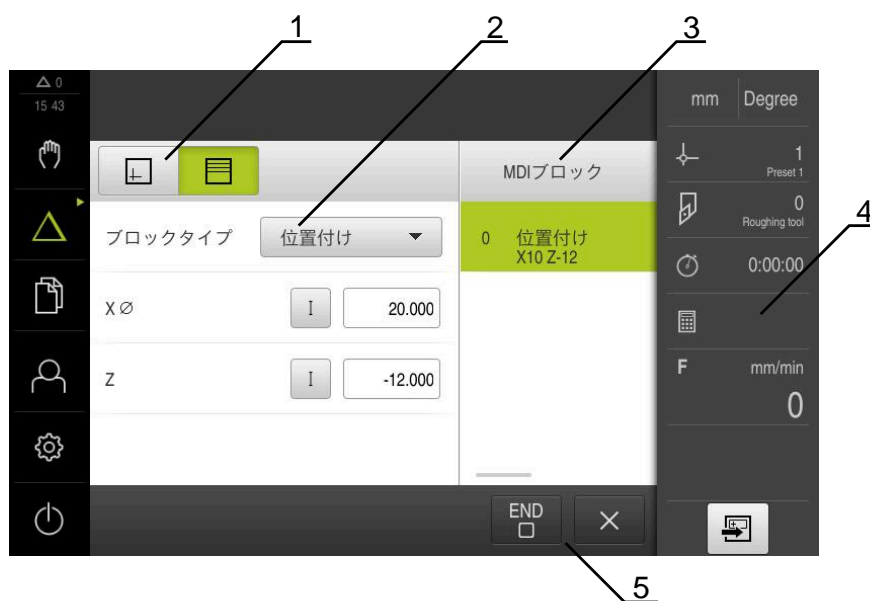 1
2
3
0
15 43
mm Degree
MDIブロック
1
Preset 1
ブロックタイプ 位置付け
0 位置付け
X10 Z-12
0
Roughing tool
4
0:00:00
X Ø I 20.000
Z I -12.000
F mm/min
0
END
5